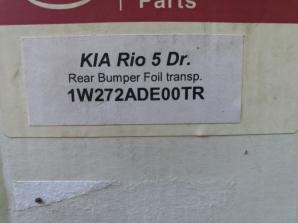 Parts
KIA Rio 5 Dr.
Rear Bumper Foil transp.
1W272ADE00TR